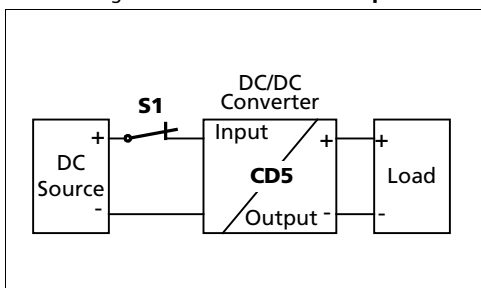 S1
DC/DC
Converter
+
DC
Source
-
Input
CD5
Output
+
-
+
Load
-